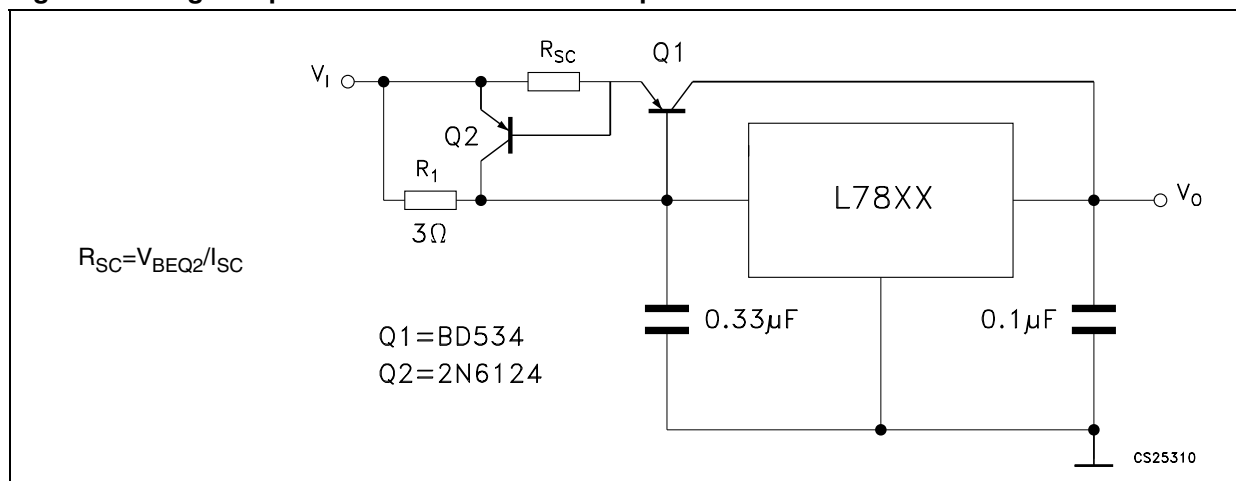 R_SC Q1
V_I
Q2
R_1
3Ω
L78XX
V_O
R_SC=V_BEQ2/I_SC
0.33µF
0.1µF
Q1=BD534
Q2=2N6124
CS25310